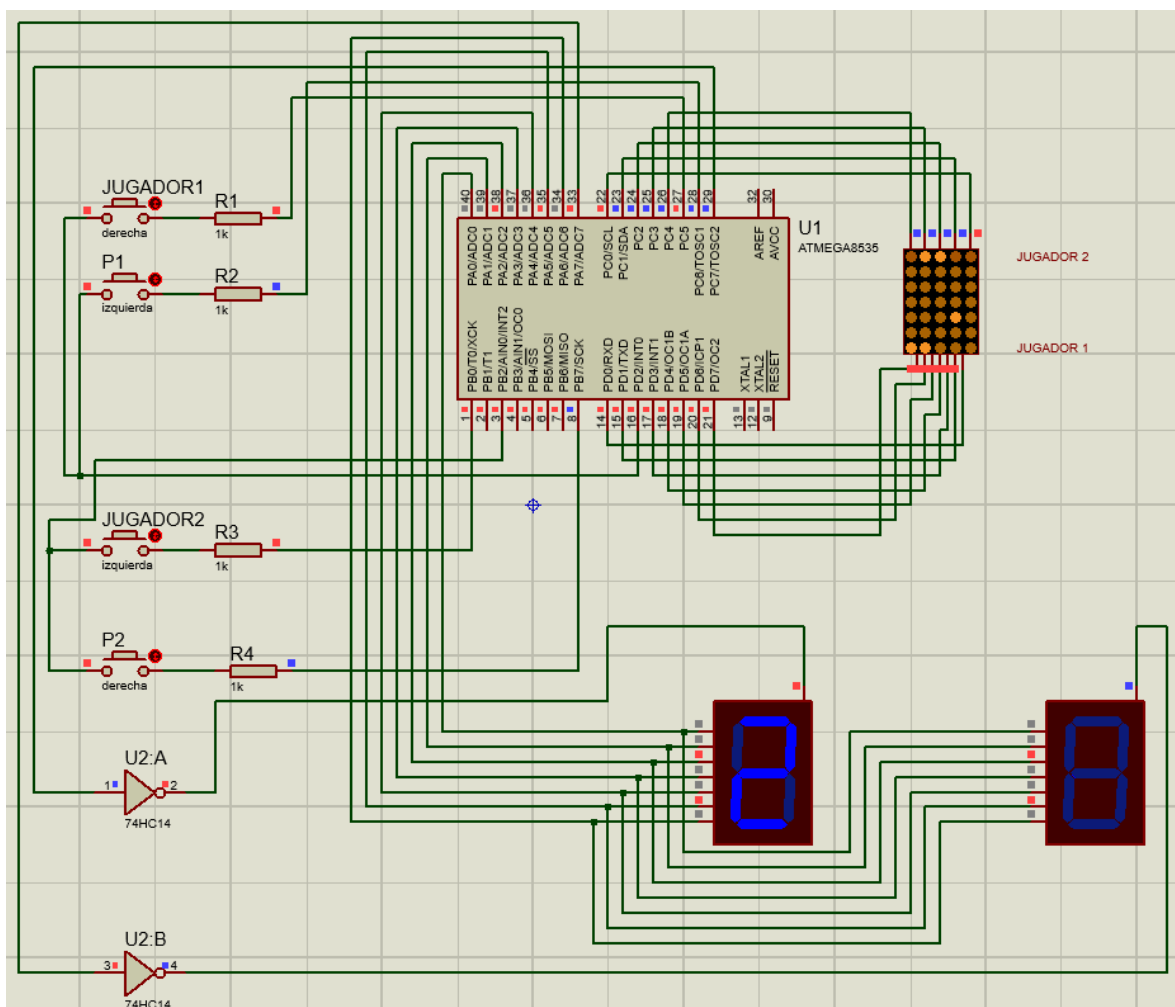 JUGADOR1
derecha
R1
1k
P1
izquierda
R2
1k
40 39 38 37 36 35 34 33
22 23 24 25 26 27 28 29
32 30
PA0/ADC0
PA1/ADC1
PA2/ADC2
PA3/ADC3
PA4/ADC4
PA5/ADC5
PA6/ADC6
PA7/ADC7
PC0/SCL
PC1/SDA
PC2
PC3
PC4
PC5
PC6/TOSC1
PC7/TOSC2
AREF
AVCC
U1
ATMEGA8535
PB0/T0/XCK
PB1/T1
PB2/AIN0/INT2
PB3/AIN1/OC0
PB4/SS
PB5/MOSI
PB6/MISO
PB7/SCK
PD0/RXD
PD1/TXD
PD2/INT0
PD3/INT1
PD4/OC1B
PD5/OC1A
PD6/ICP1
PD7/OC2
XTAL1
XTAL2
RESET
1 2 3 4 5 6 7 8
14 15 16 17 18 19 20 21
13 12 9
JUGADOR 2
JUGADOR 1
JUGADOR2
izquierda
R3
1k
P2
derecha
R4
1k
U2:A
1 2
74HC14
U2:B
3 4
74HC14